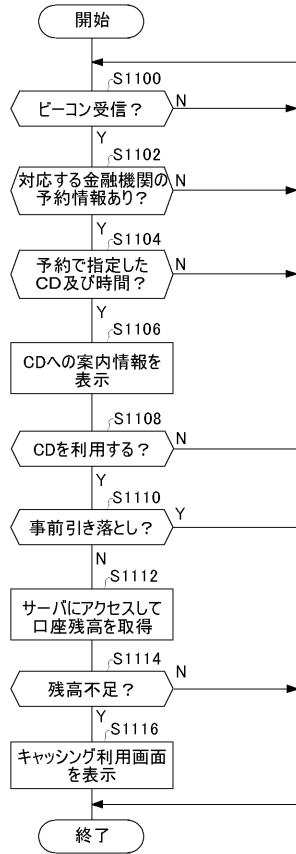 開始
S1100
ビーコン受信？
N
Y
S1102
対応する金融機関の
予約情報あり？
N
Y
S1104
予約で指定した
CD及び時間？
N
Y
S1106
CDへの案内情報を
表示
S1108
CDを利用する？
N
Y
S1110
事前引き落とし？
Y
N
S1112
サーバにアクセスして
口座残高を取得
S1114
残高不足？
N
Y
S1116
キャッシング利用画面
を表示
終了